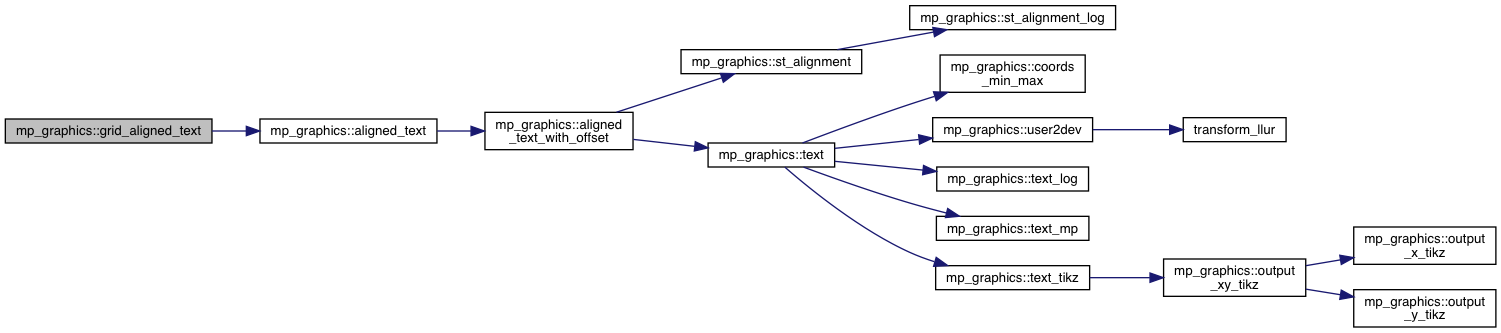 mp_graphics::grid_aligned_text
mp_graphics::aligned_text
mp_graphics::aligned
_text_with_offset
mp_graphics::st_alignment
mp_graphics::st_alignment_log
mp_graphics::text
mp_graphics::coords
_min_max
mp_graphics::user2dev
transform_llur
mp_graphics::text_log
mp_graphics::text_mp
mp_graphics::text_tikz
mp_graphics::output
_xy_tikz
mp_graphics::output
_x_tikz
mp_graphics::output
_y_tikz